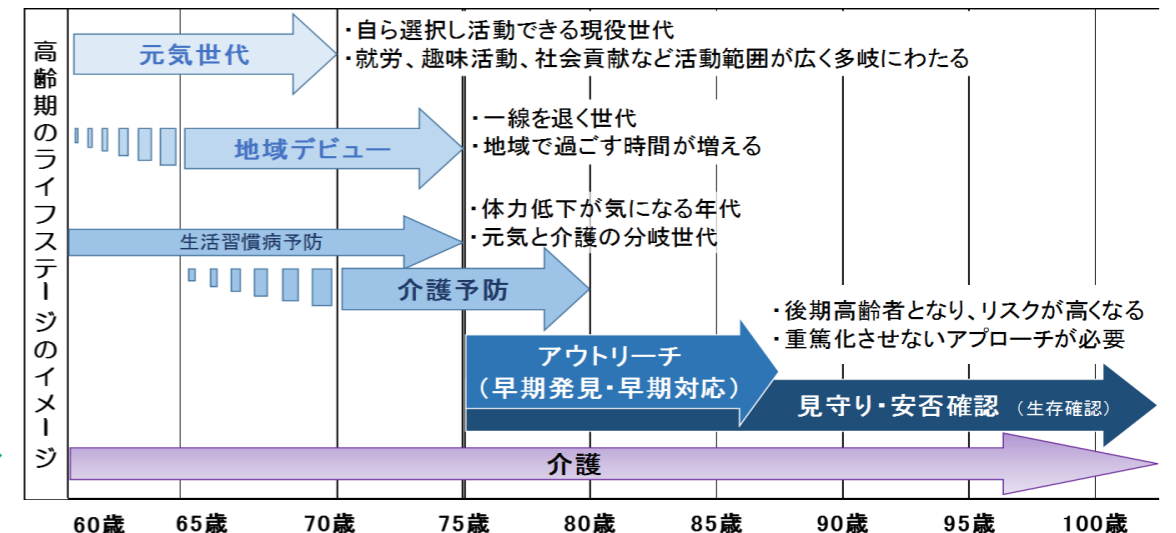 高齢期のライフステージのイメージ
元気世代
・自ら選択し活動できる現役世代
・就労、趣味活動、社会貢献など活動範囲が広く多岐にわたる
地域デビュー
・一線を退く世代
・地域で過ごす時間が増える
生活習慣病予防
・体力低下が気になる年代
・元気と介護の分岐世代
介護予防
・後期高齢者となり、リスクが高くなる
・重篤化させないアプローチが必要
アウトリーチ
（早期発見・早期対応）
見守り・安否確認（生存確認）
介護
60歳 65歳 70歳 75歳 80歳 85歳 90歳 95歳 100歳